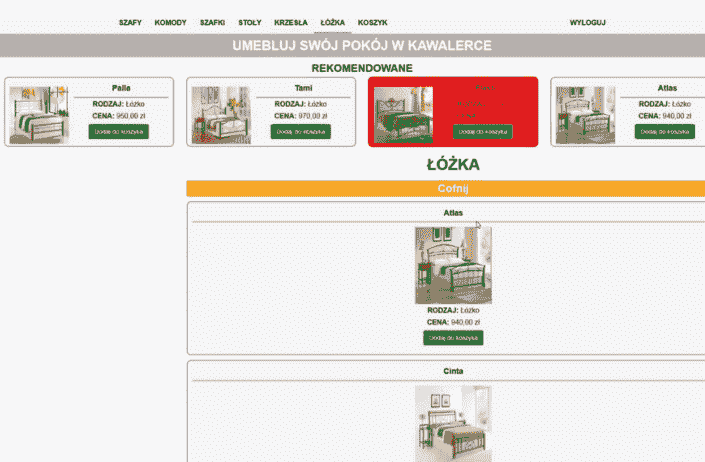 SZAFY KOMODY SZAFKI STOŁY KRZESŁA ŁÓŻKA KOSZYK WYLOGUJ
UMEBLUJ SWÓJ POKÓJ W KAWALERCE
REKOMENDOWANE
Palia
RODZAJ: Łóżko
CENA: 950,00 zł
Dodaj do koszyka
Tami
RODZAJ: Łóżko
CENA: 970,00 zł
Dodaj do koszyka
Dodaj do koszyka
Atlas
RODZAJ: Łóżko
CENA: 940,00 zł
Dodaj do koszyka
ŁÓŻKA
Cofnij
Atlas
RODZAJ: Łóżko
CENA: 940,00 zł
Dodaj do koszyka
Cinta